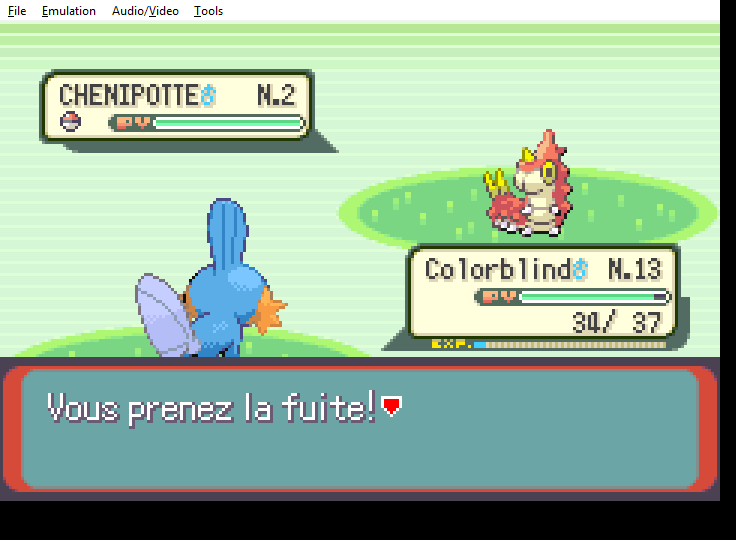 File Emulation Audio/Video Tools
CHENIPOTTE♂ N.2
PV
Colorblind♂ N.13
PV
34/ 37
EXP.
Vous prenez la fuite!